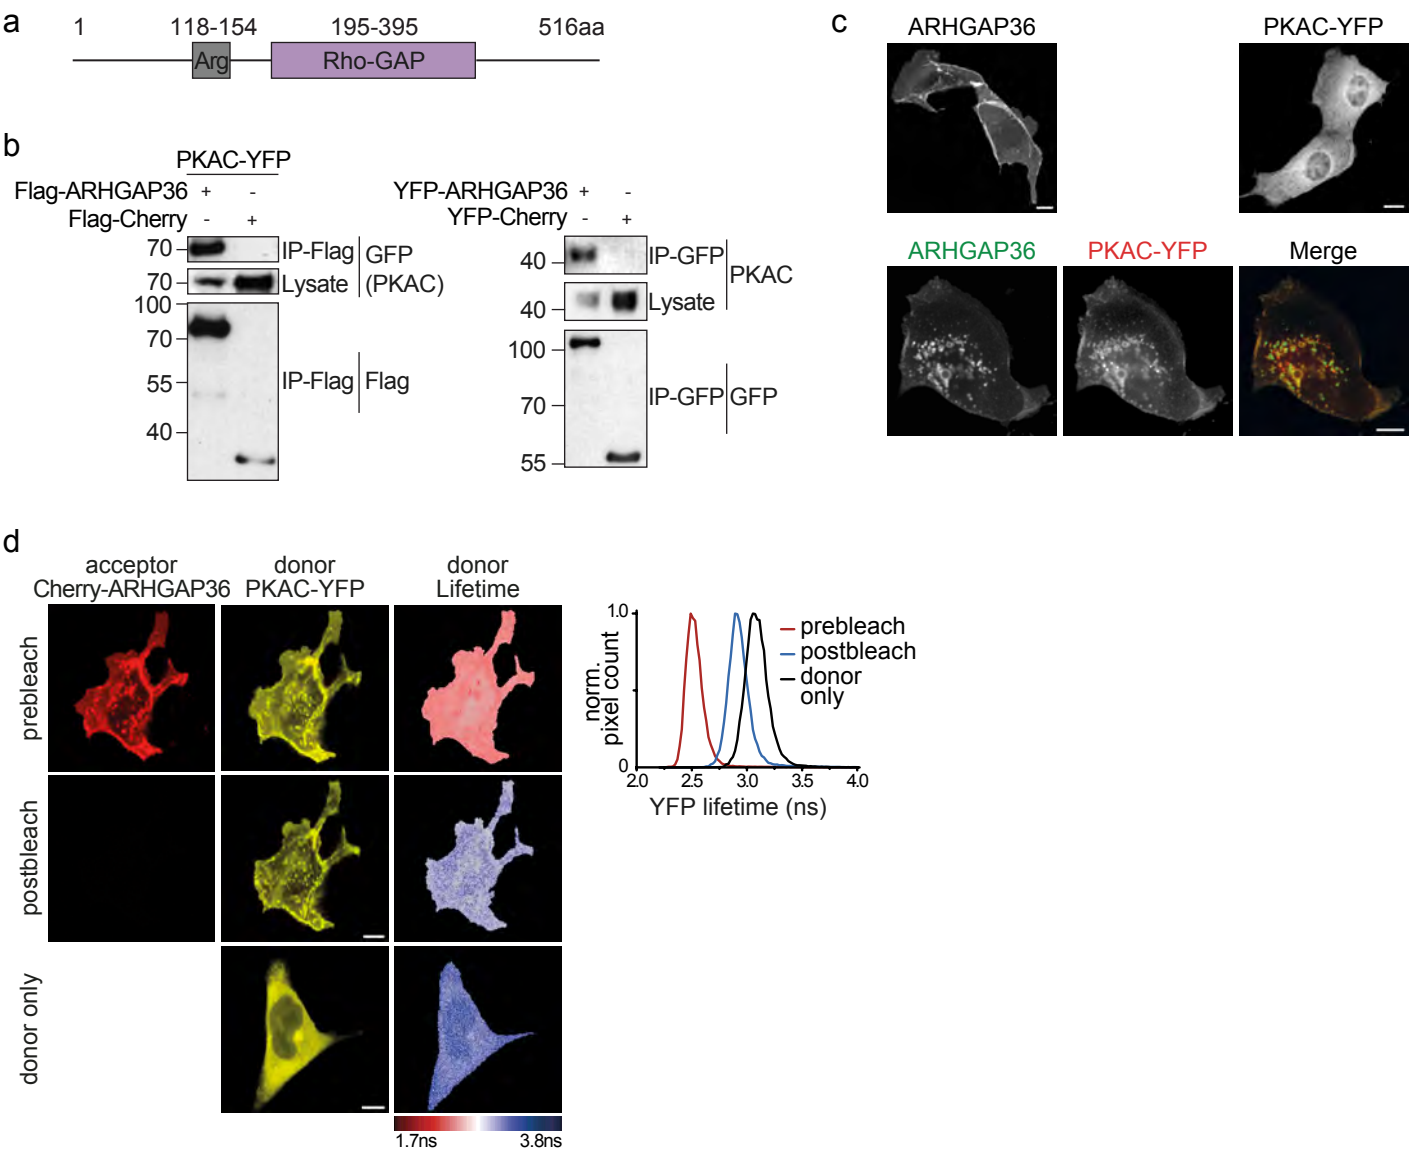 a
1 118-154 195-395 516aa
Arg Rho-GAP
b
PKAC-YFP
Flag-ARHGAP36 + -
Flag-Cherry - +
70 IP-Flag GFP
70 Lysate (PKAC)
100
70
55 IP-Flag Flag
40
YFP-ARHGAP36 + -
YFP-Cherry - +
40 IP-GFP PKAC
40 Lysate
100
70 IP-GFP GFP
55
c
ARHGAP36 PKAC-YFP
ARHGAP36 PKAC-YFP Merge
d
acceptor donor donor
Cherry-ARHGAP36 PKAC-YFP Lifetime
prebleach
postbleach
donor only
1.7ns 3.8ns
norm.
pixel count
1.0
0
2.0 2.5 3.0 3.5 4.0
YFP lifetime (ns)
prebleach
postbleach
donor
only